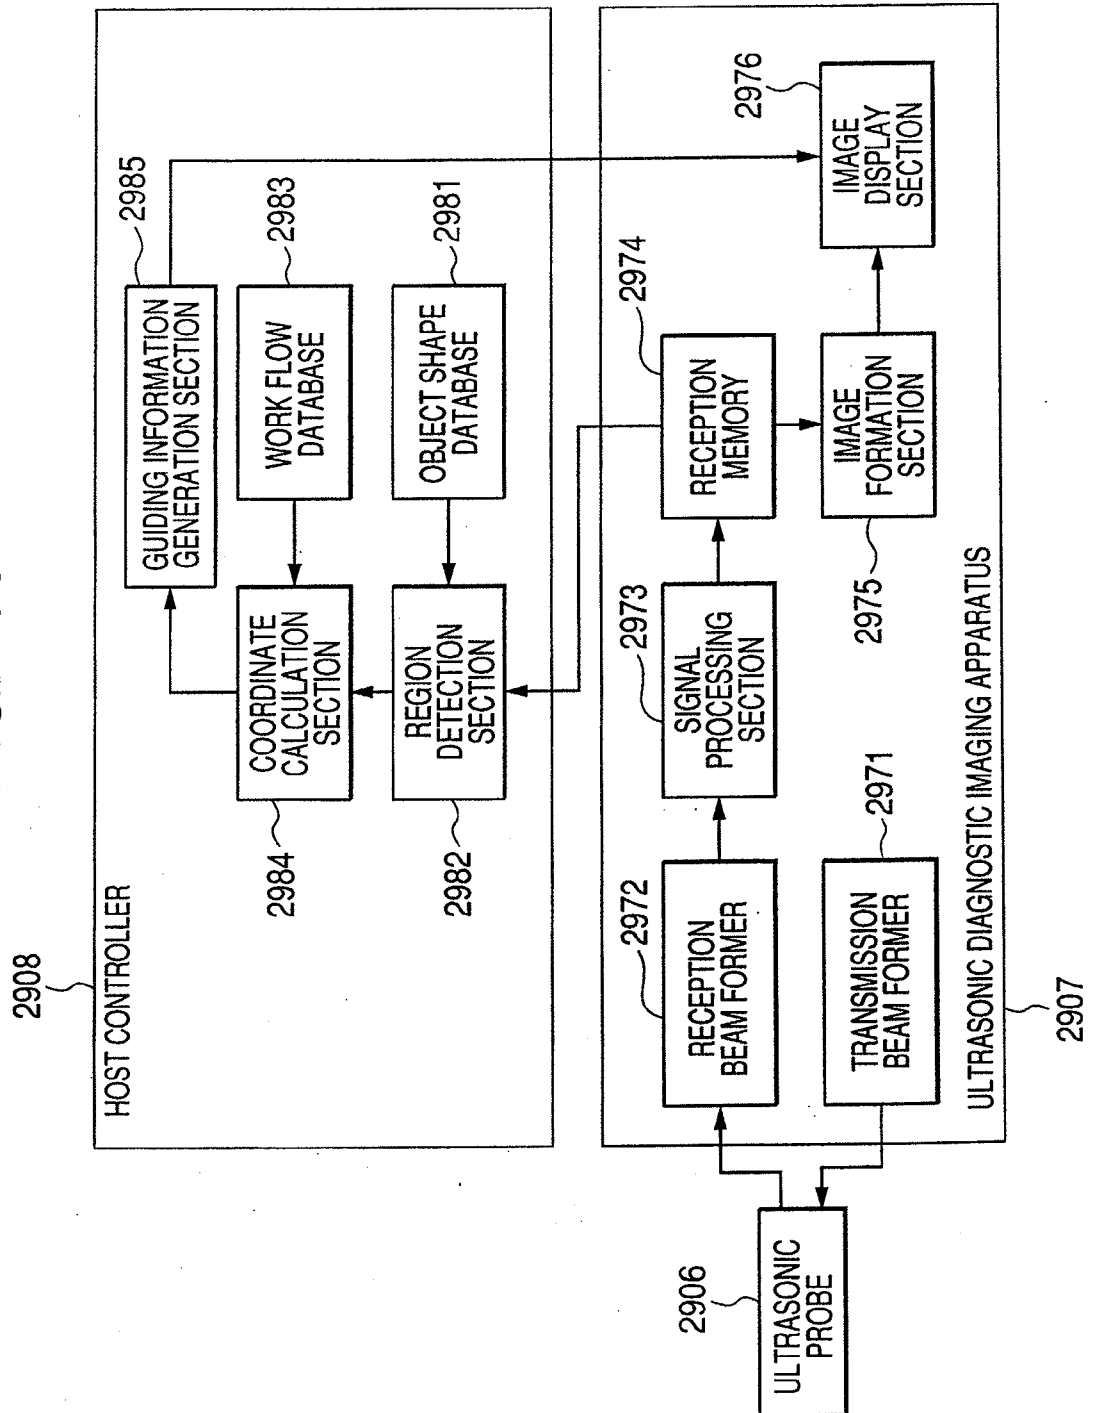 2908
HOST CONTROLLER
GUIDING INFORMATION
GENERATION SECTION
2985
COORDINATE
CALCULATION
SECTION
2984
WORK FLOW
DATABASE
2983
REGION
DETECTION
SECTION
2982
OBJECT SHAPE
DATABASE
2981
2906
ULTRASONIC
PROBE
2972
RECEPTION
BEAM FORMER
2973
SIGNAL
PROCESSING
SECTION
2974
RECEPTION
MEMORY
2976
IMAGE
DISPLAY
SECTION
TRANSMISSION
BEAM FORMER
2971
2975
IMAGE
FORMATION
SECTION
ULTRASONIC DIAGNOSTIC IMAGING APPARATUS
2907